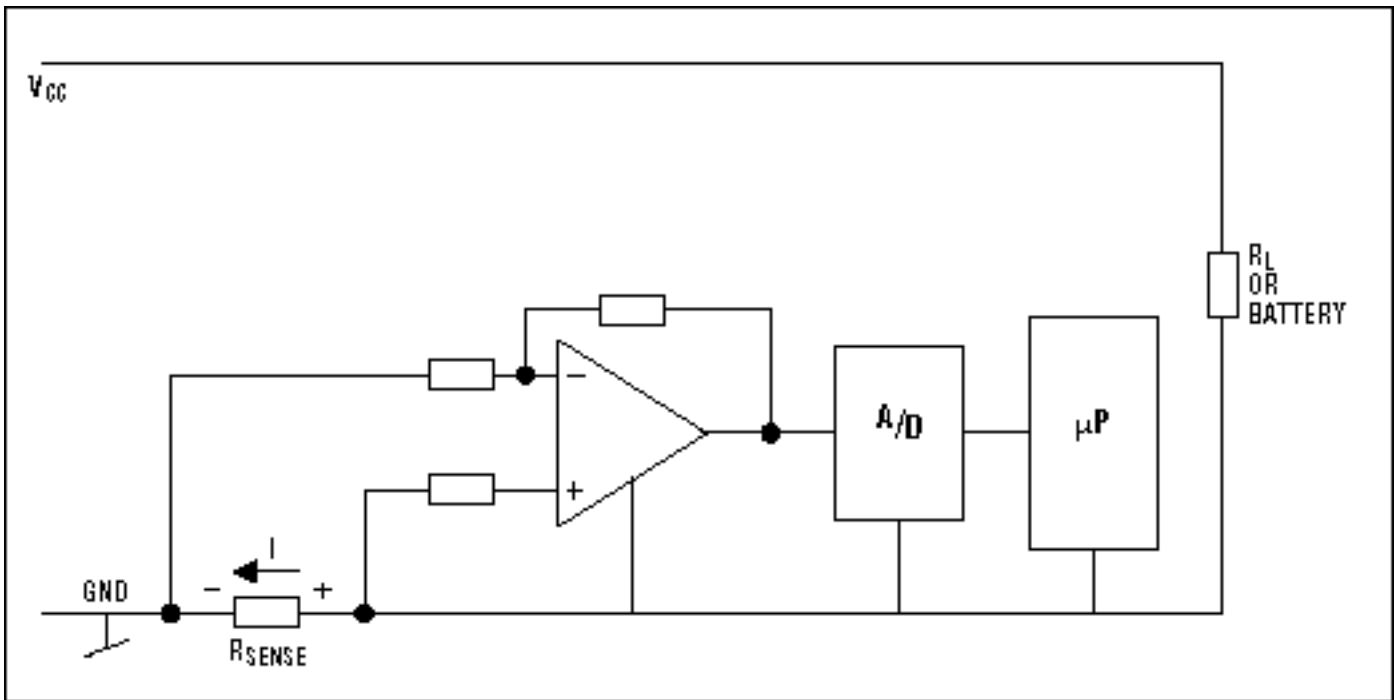 VCC
RL
OR
BATTERY
A/D
μP
−
+
I
GND
−
+
RSENSE